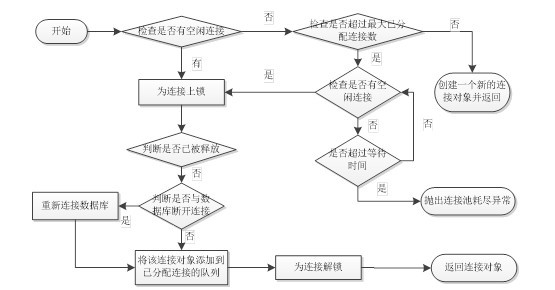 开始
检查是否有空闲连接
否
检查是否超过最大已分
配连接数
否
有
是
是
创建一个新的连
接对象并返回
为连接上锁
检查是否有空
闲连接
否
否
判断是否已被释放
是否超过等待
时间
否
是
重新连接数据库
判断是否与数
据库断开连接
抛出连接池耗尽异常
是
否
将该连接对象添加到
已分配连接的队列
为连接解锁
返回连接对象